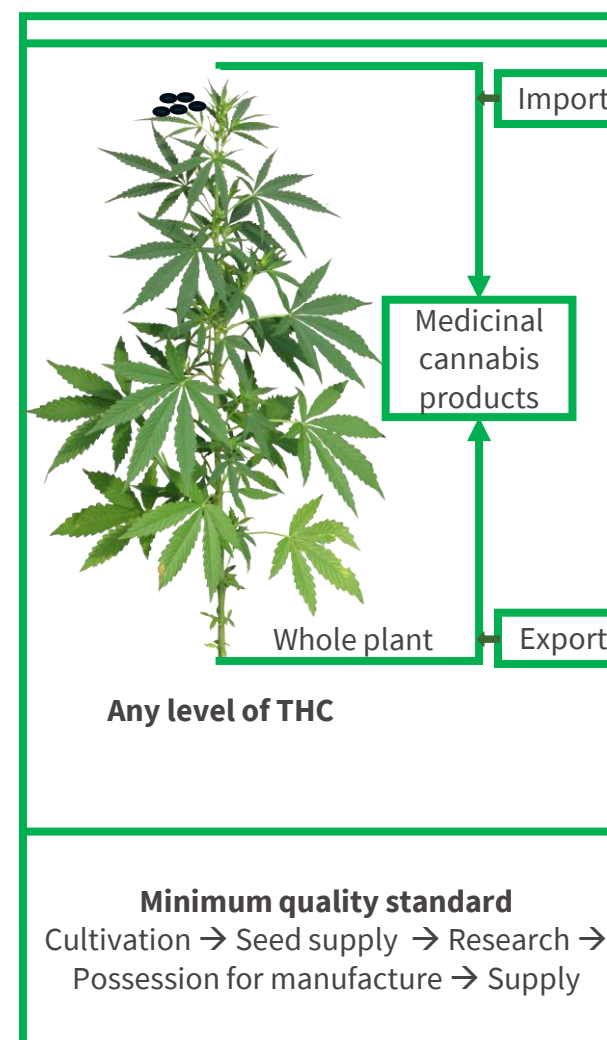 Import
Medicinal
cannabis
products
Whole plant
Export
Any level of THC
Minimum quality standard
Cultivation → Seed supply → Research →
Possession for manufacture → Supply